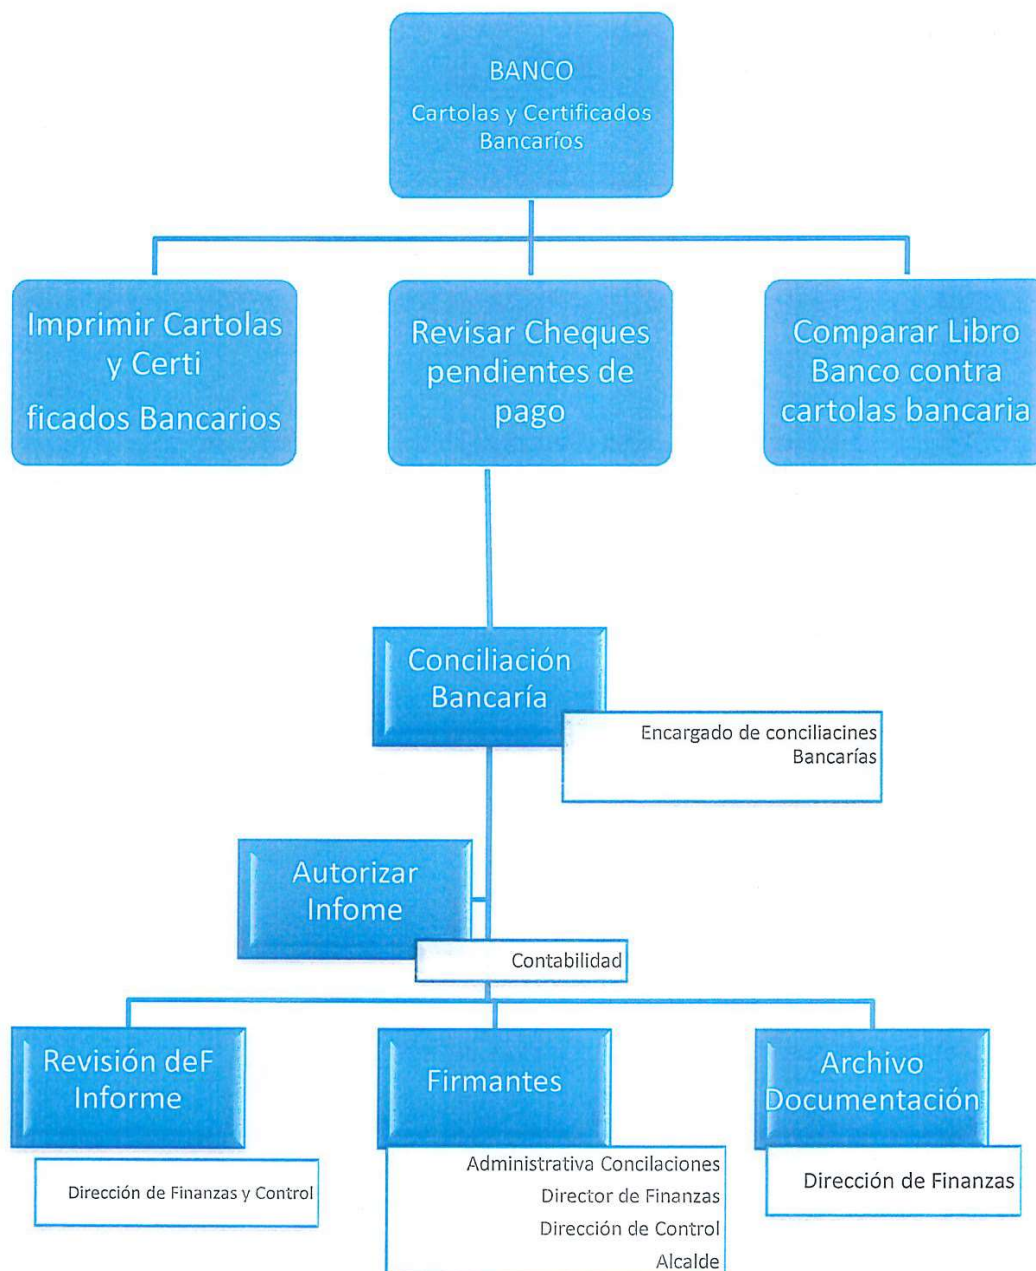 BANCO
Cartolas y Certificados
Bancaríos
Imprimir Cartolas
y Certi
ficados Bancarios
Revisar Cheques
pendientes de
pago
Comparar Libro
Banco contra
cartolas bancaria
Conciliación
Bancaría
Encargado de conciliacines
Bancarías
Autorizar
Infome
Contabilidad
Revisión deF
Informe
Dirección de Finanzas y Control
Firmantes
Administrativa Concilaciones
Director de Finanzas
Dirección de Control
Alcalde
Archivo
Documentación
Dirección de Finanzas